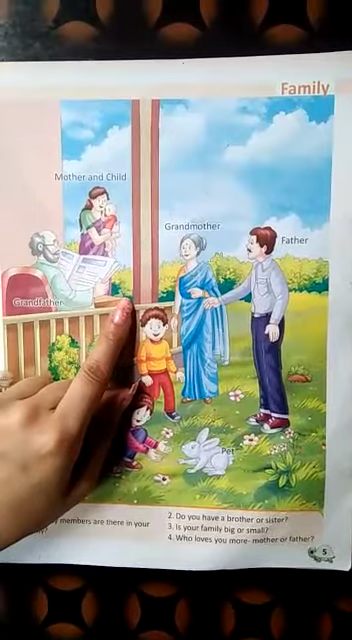 Family
Mother and Child
Grandmother
Father
Grandfather
Pet
members are there in your
2. Do you have a brother or sister?
3. Is your family big or small?
4. Who loves you more- mother or father?
5